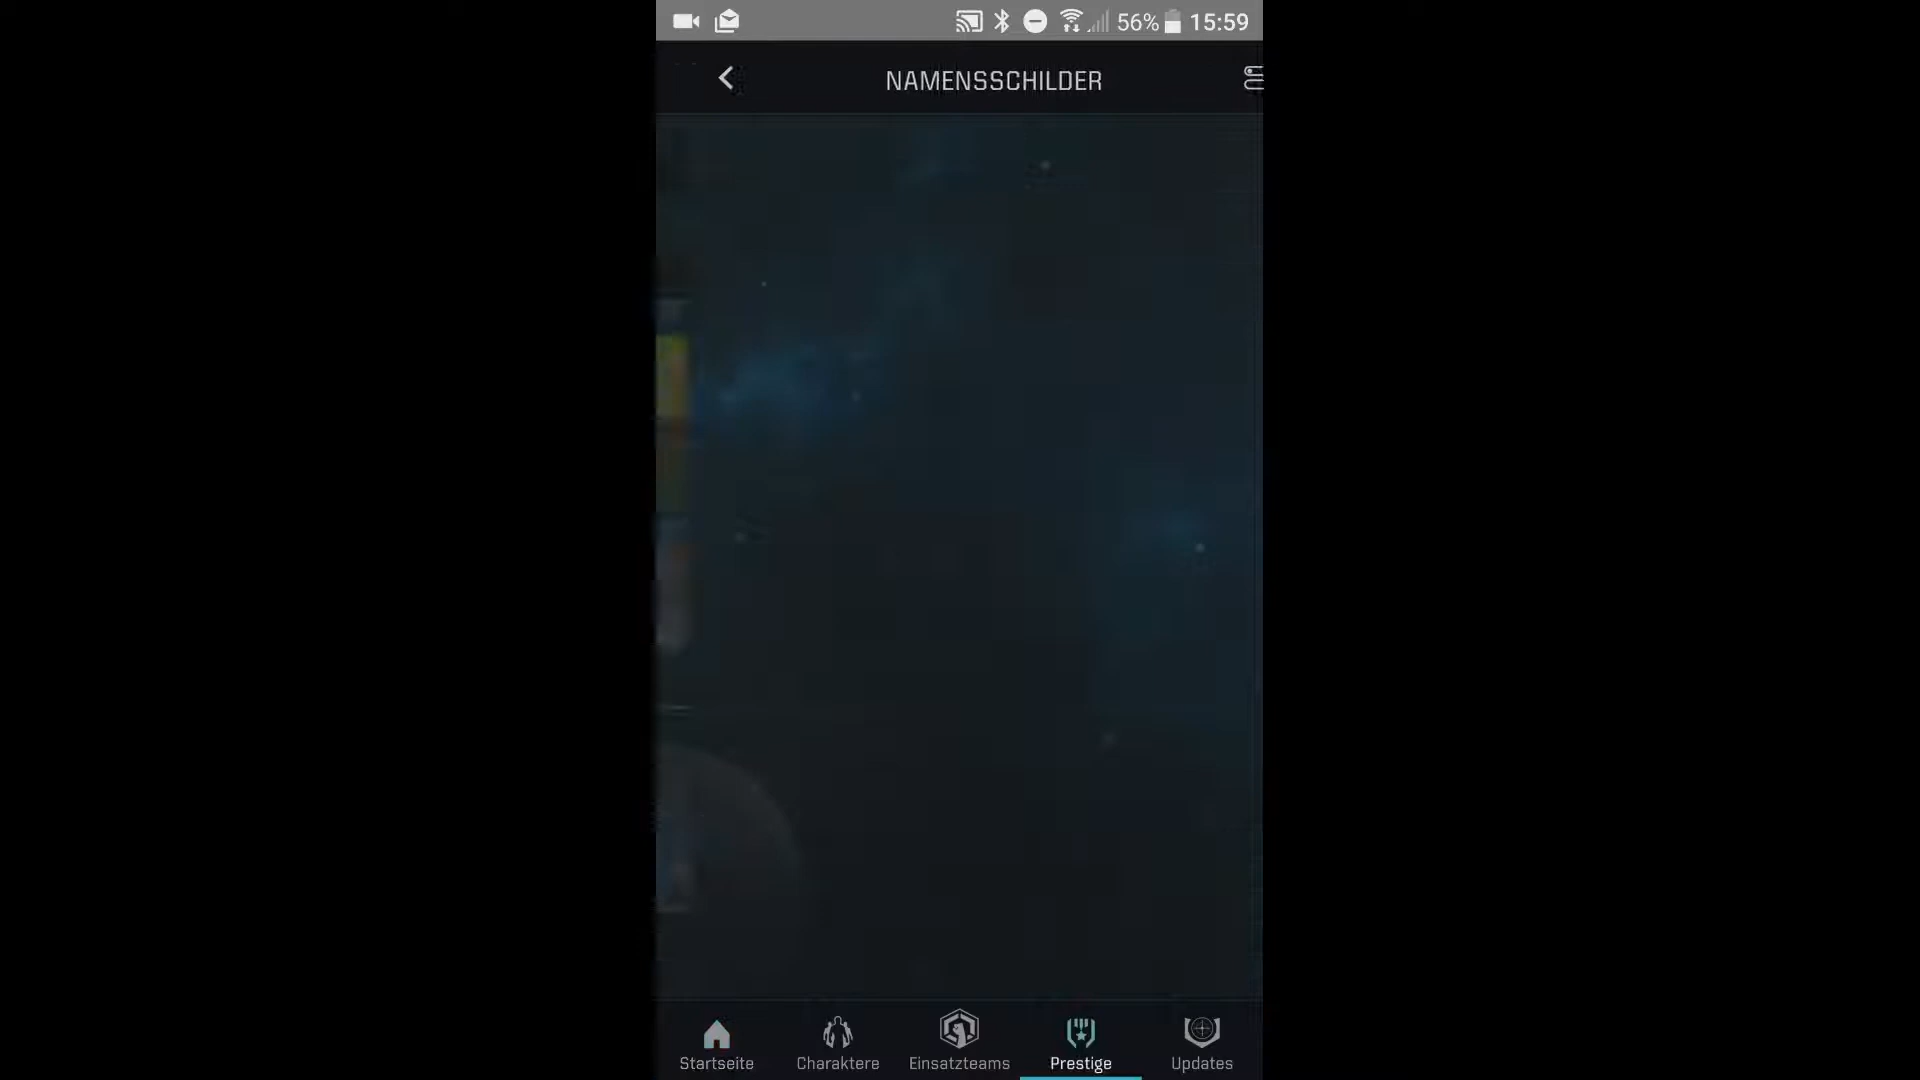 56% 15:59
NAMENSSCHILDER
Startseite Charaktere Einsatzteams Prestige Updates